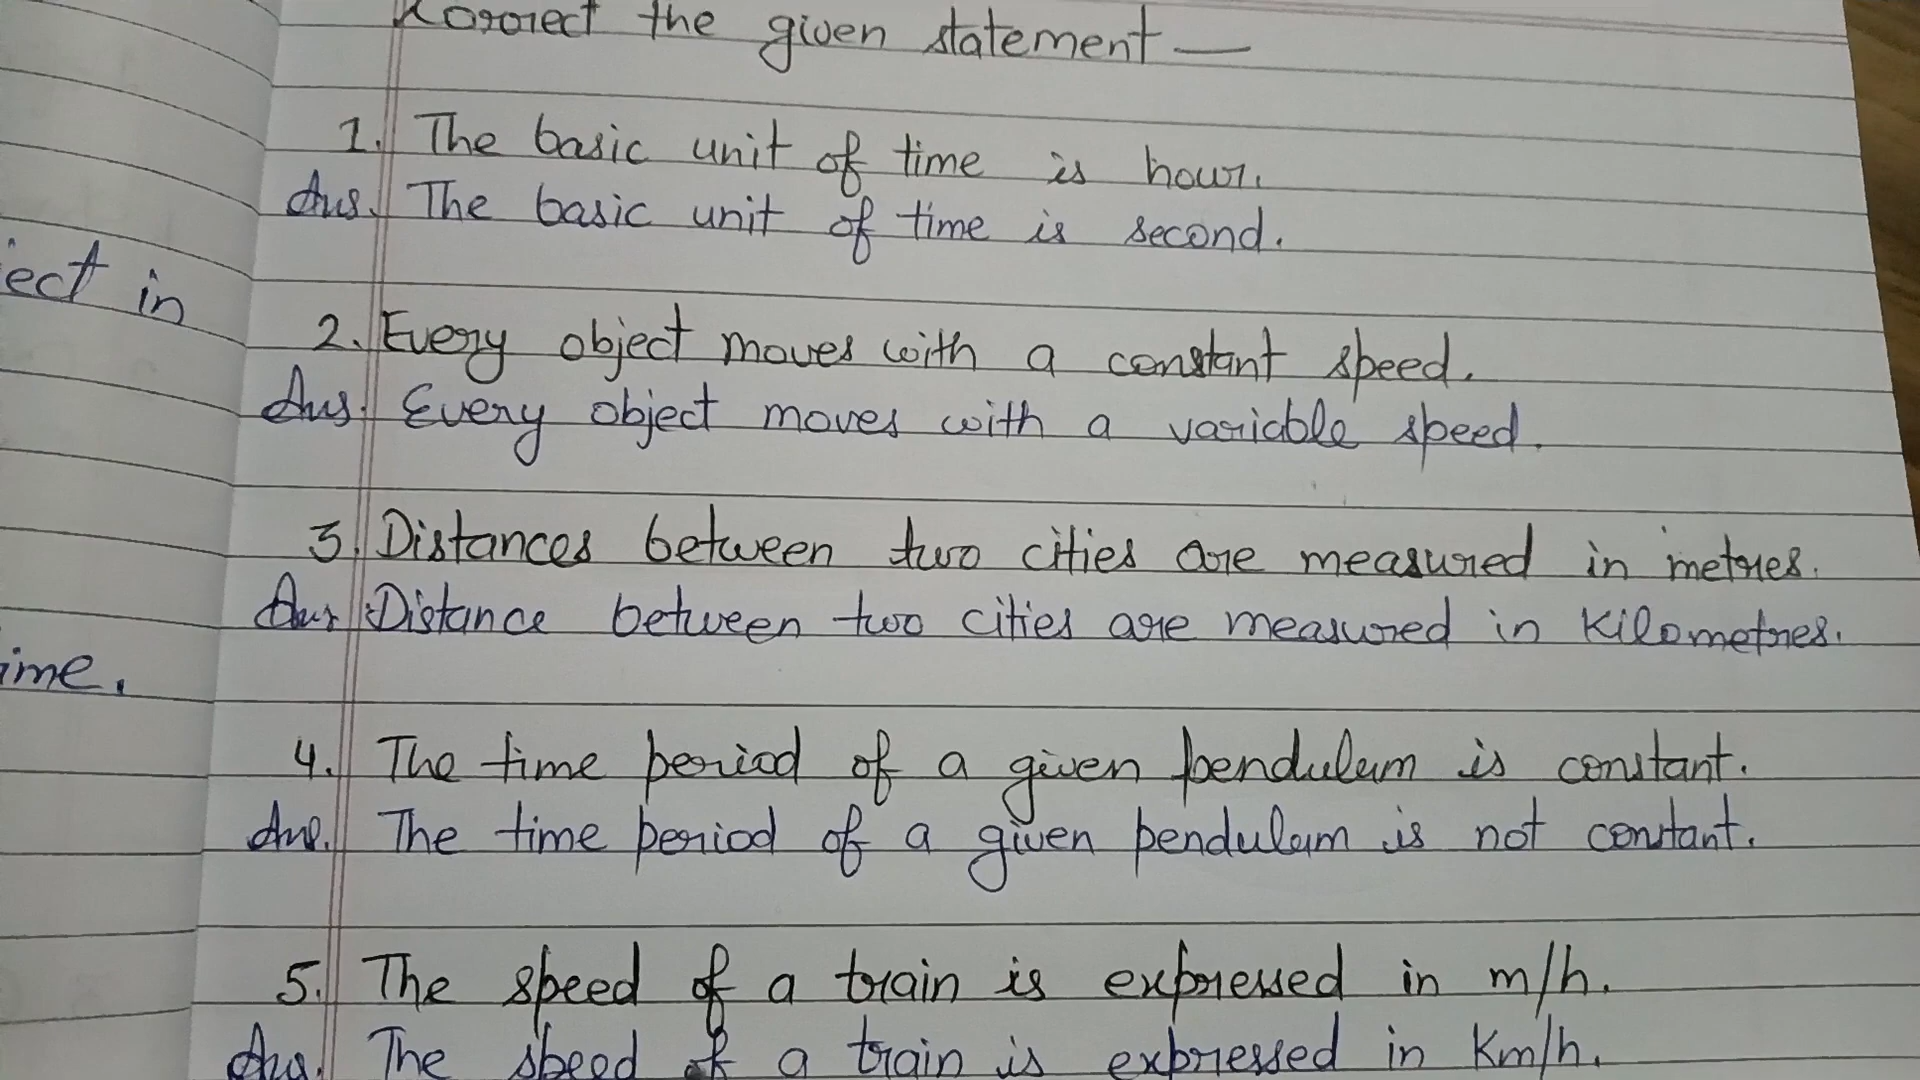 Correct the given statement —
1. The basic unit of time is hour.
Ans. The basic unit of time is second.
ect in
2. Every object moves with a constant speed.
Ans. Every object moves with a variable speed.
3. Distances between two cities are measured in metres.
Ans. Distance between two cities are measured in Kilometres.
ime.
4. The time period of a given pendulum is constant.
Ans. The time period of a given pendulum is not constant.
5. The speed of a train is expressed in m/h.
Ans. The speed of a train is expressed in Km/h.